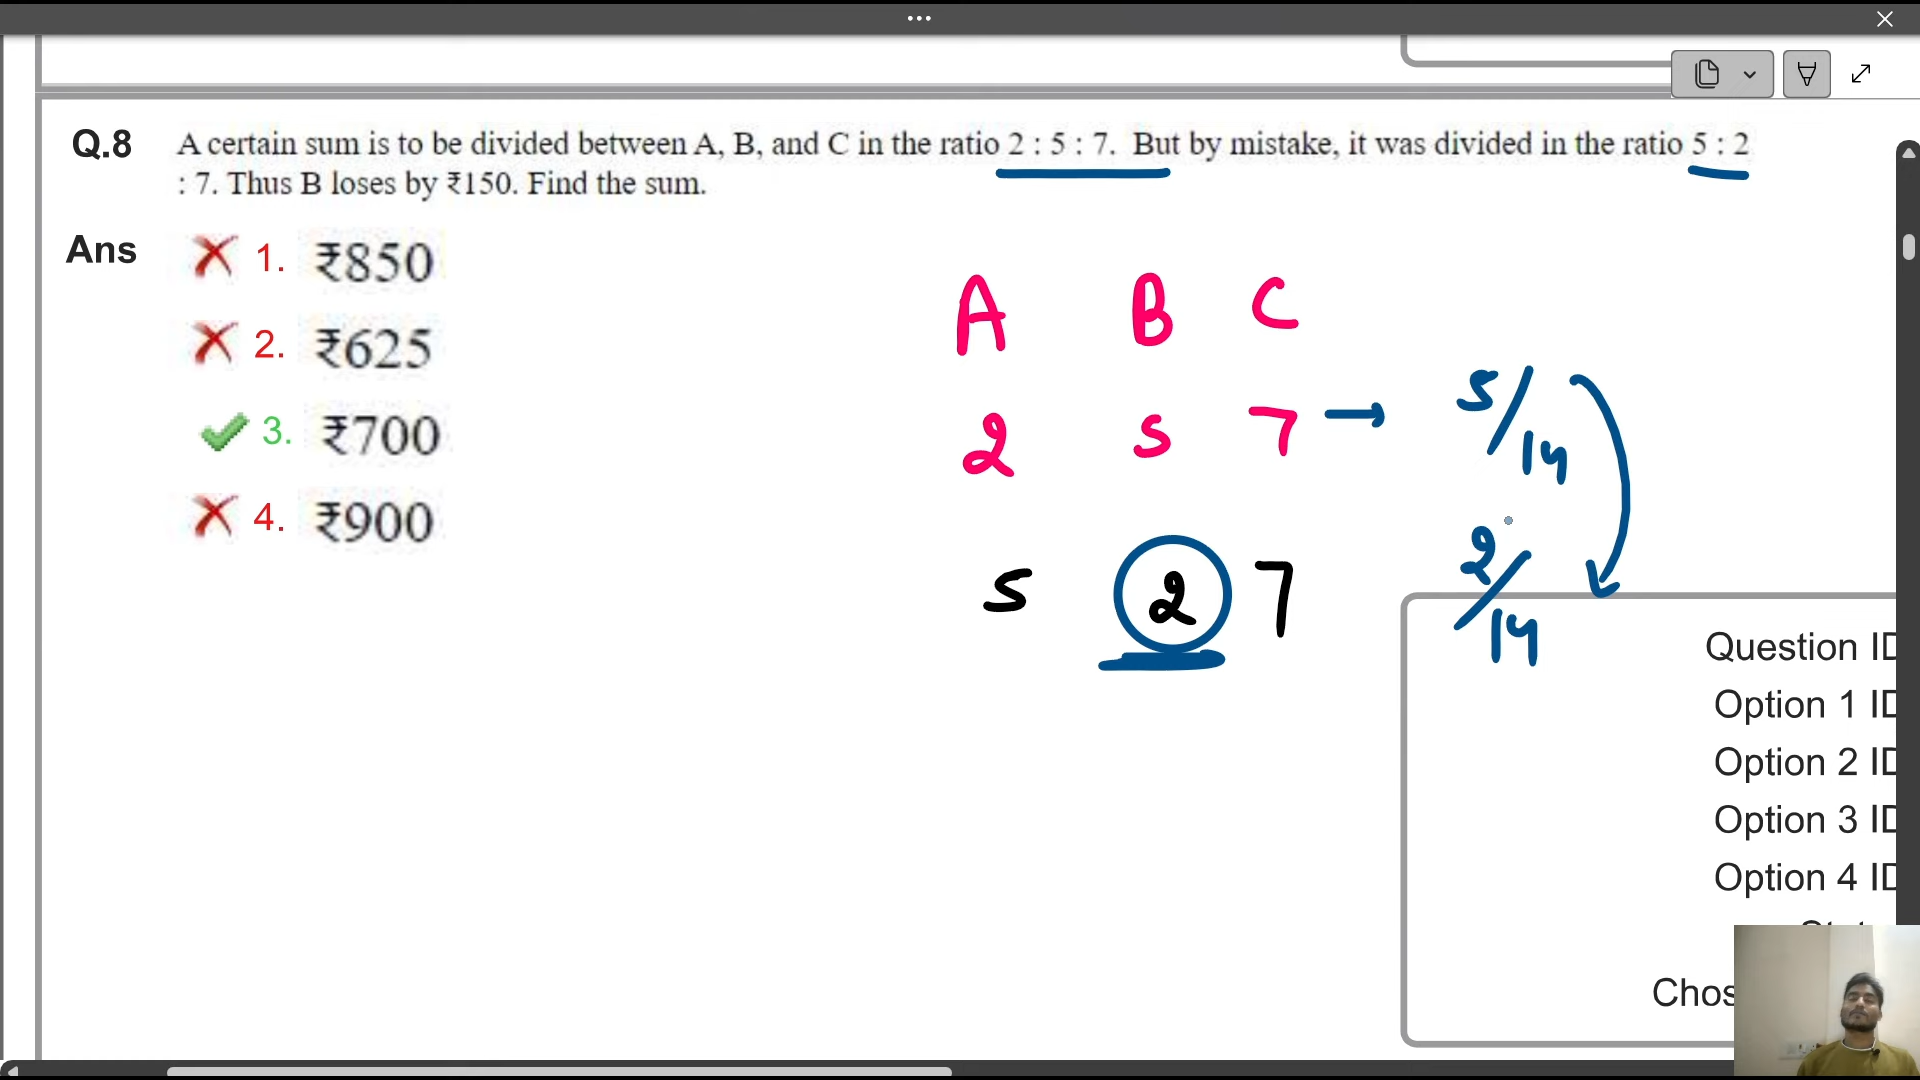 Q.8 A certain sum is to be divided between A, B, and C in the ratio 2 : 5 : 7. But by mistake, it was divided in the ratio 5 : 2
: 7. Thus B loses by ₹150. Find the sum.
Ans 1. ₹850
2. ₹625
3. ₹700
4. ₹900
A B C
2 5 7 → 5/14
5 2 7 2/14
Question ID
Option 1 ID
Option 2 ID
Option 3 ID
Option 4 ID
Chos